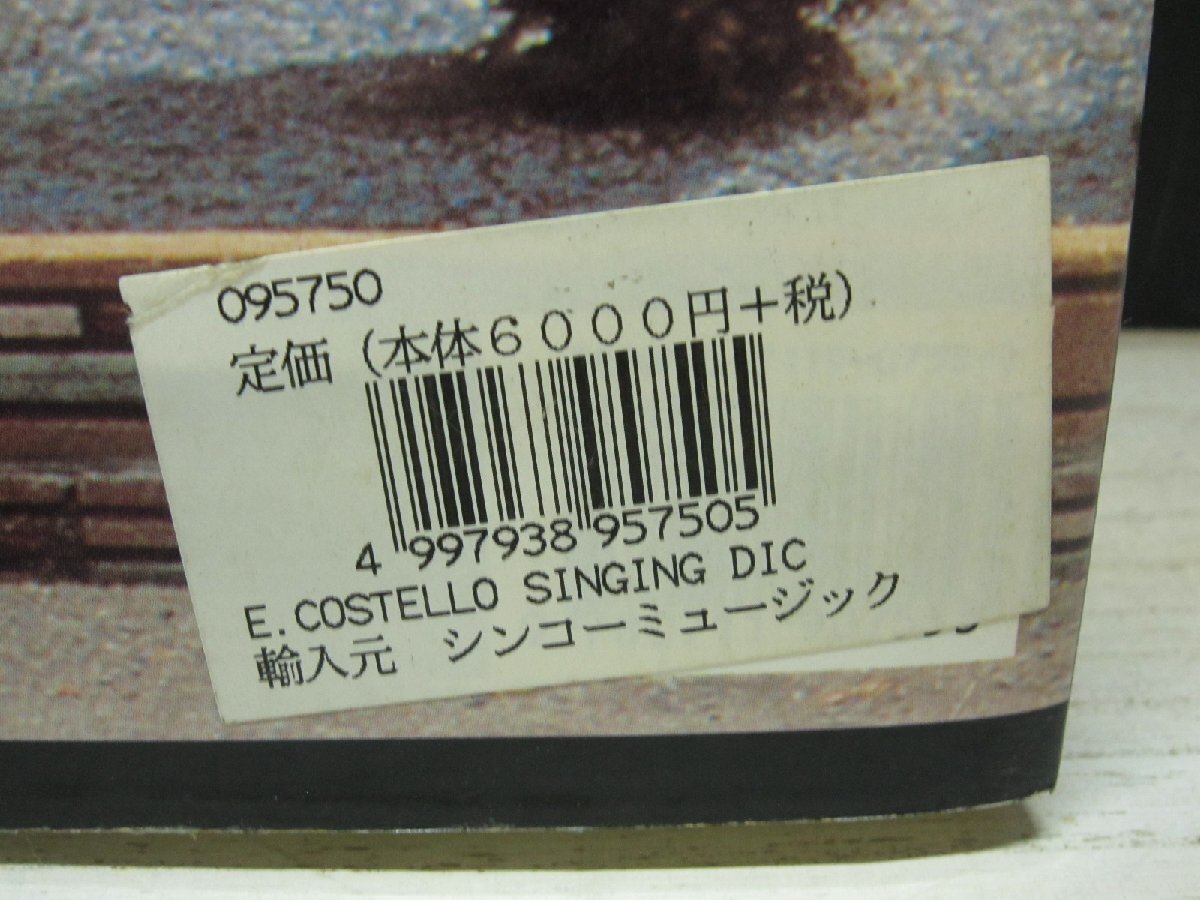 095750
定価（本体６０００円＋税）
4 997938 957505
E.COSTELLO SINGING DIC
輸入元　シンコーミュージック